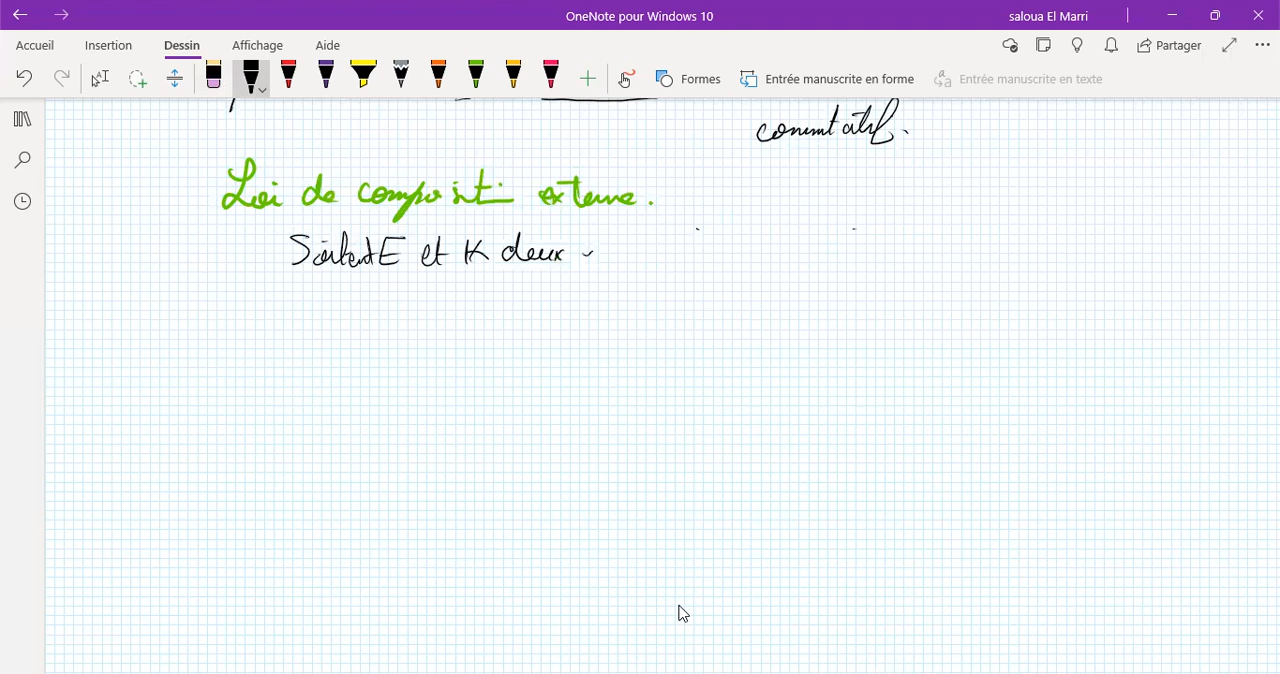 OneNote pour Windows 10
saloua El Marri
Accueil Insertion Dessin Affichage Aide
Partager
Formes Entrée manuscrite en forme Entrée manuscrite en texte
commutatif.
Loi de composit° externe.
Soient E et K deux